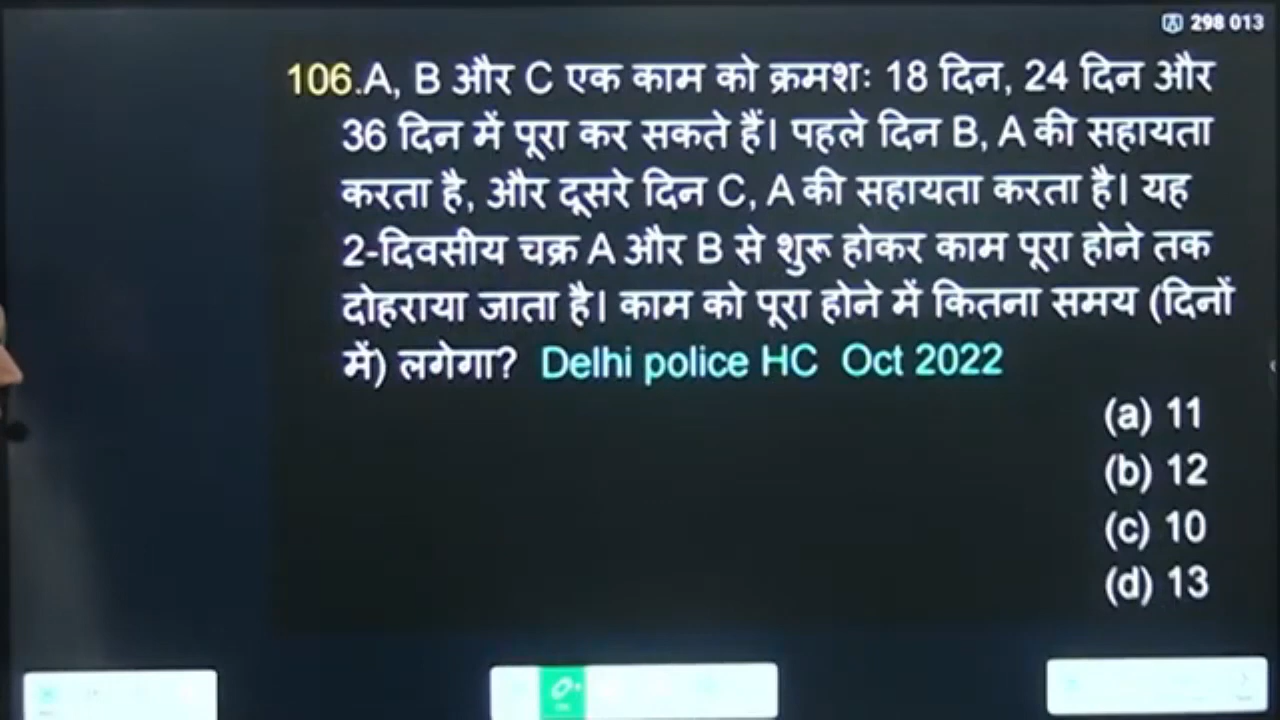 298 013
106.A, B और C एक काम को क्रमशः 18 दिन, 24 दिन और
36 दिन में पूरा कर सकते हैं। पहले दिन B, A की सहायता
करता है, और दूसरे दिन C, A की सहायता करता है। यह
2-दिवसीय चक्र A और B से शुरू होकर काम पूरा होने तक
दोहराया जाता है। काम को पूरा होने में कितना समय (दिनों
में) लगेगा? Delhi police HC Oct 2022
(a) 11
(b) 12
(c) 10
(d) 13